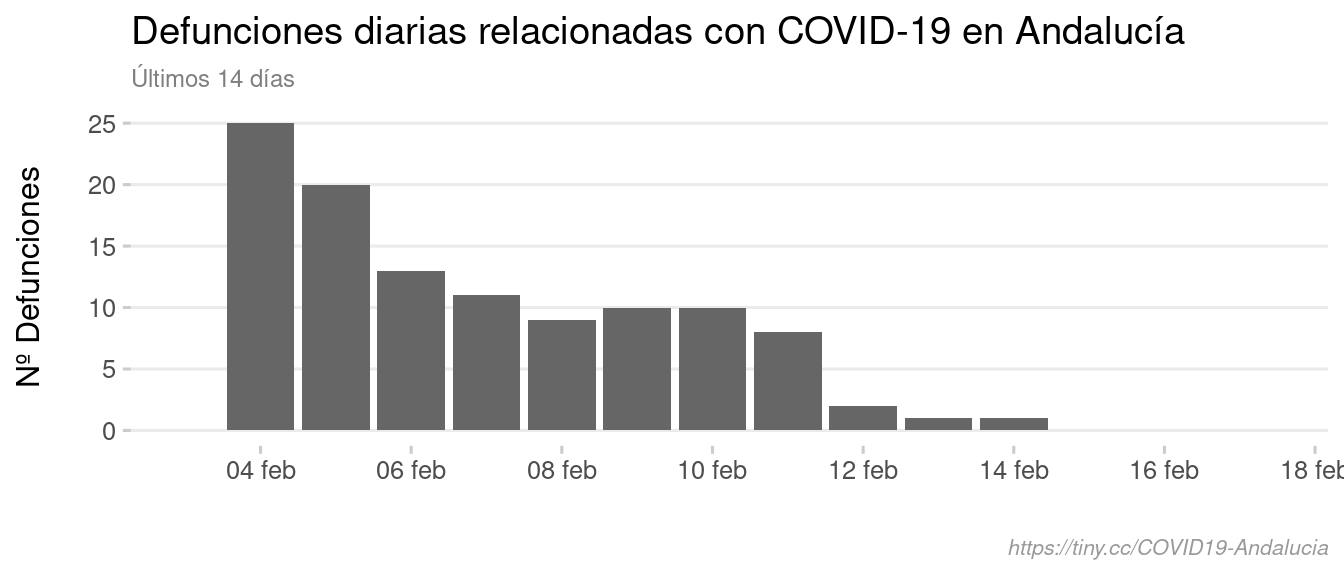 Defunciones diarias relacionadas con COVID-19 en Andalucía
Últimos 14 días
Nº Defunciones
25
20
15
10
5
0
04 feb 06 feb 08 feb 10 feb 12 feb 14 feb 16 feb 18 feb
https://tiny.cc/COVID19-Andalucia